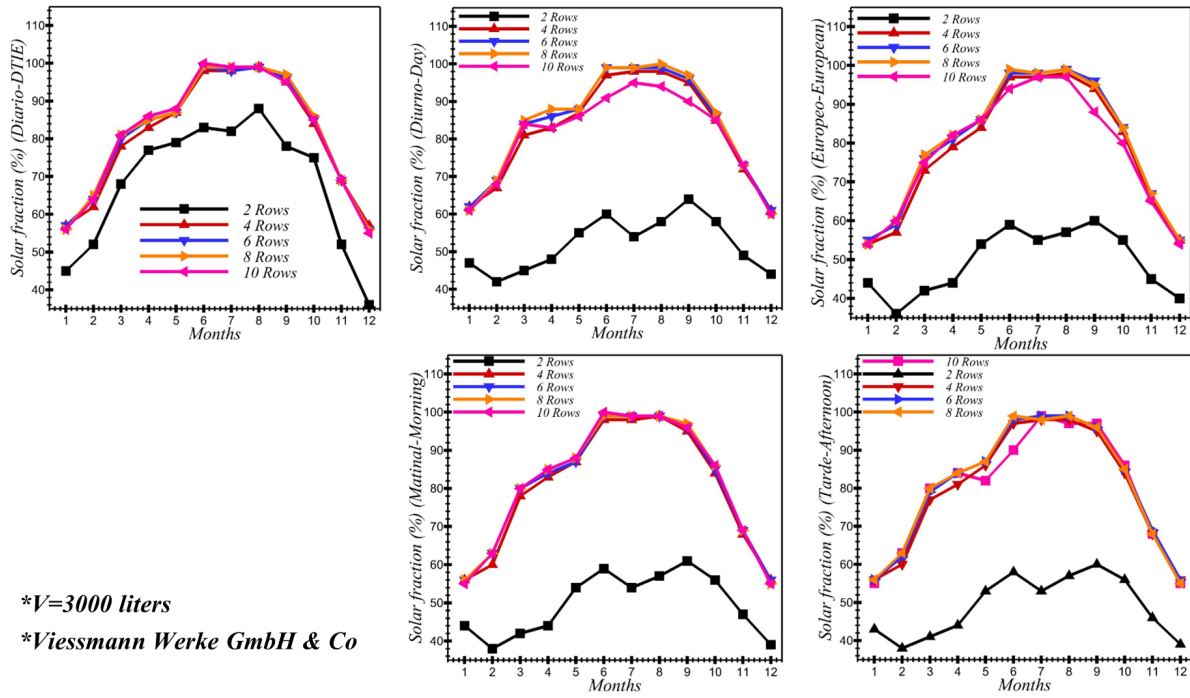 Solar fraction (%) (Diario-DTIE)
110
100
90
80
70
60
50
40
2 Rows
4 Rows
6 Rows
8 Rows
10 Rows
1 2 3 4 5 6 7 8 9 10 11 12
Months
Solar fraction (%) (Diario-Day)
110
100
90
80
70
60
50
40
2 Rows
4 Rows
6 Rows
8 Rows
10 Rows
1 2 3 4 5 6 7 8 9 10 11 12
Months
Solar fraction (%) (Europeo-European)
110
100
90
80
70
60
50
40
2 Rows
4 Rows
6 Rows
8 Rows
10 Rows
1 2 3 4 5 6 7 8 9 10 11 12
Months
Solar fraction (%) (Matinal-Morning)
110
100
90
80
70
60
50
40
2 Rows
4 Rows
6 Rows
8 Rows
10 Rows
1 2 3 4 5 6 7 8 9 10 11 12
Months
Solar fraction (%) (Tarde-Afternoon)
110
100
90
80
70
60
50
40
10 Rows
2 Rows
4 Rows
6 Rows
8 Rows
1 2 3 4 5 6 7 8 9 10 11 12
Months
*V=3000 liters
*Viessmann Werke GmbH & Co